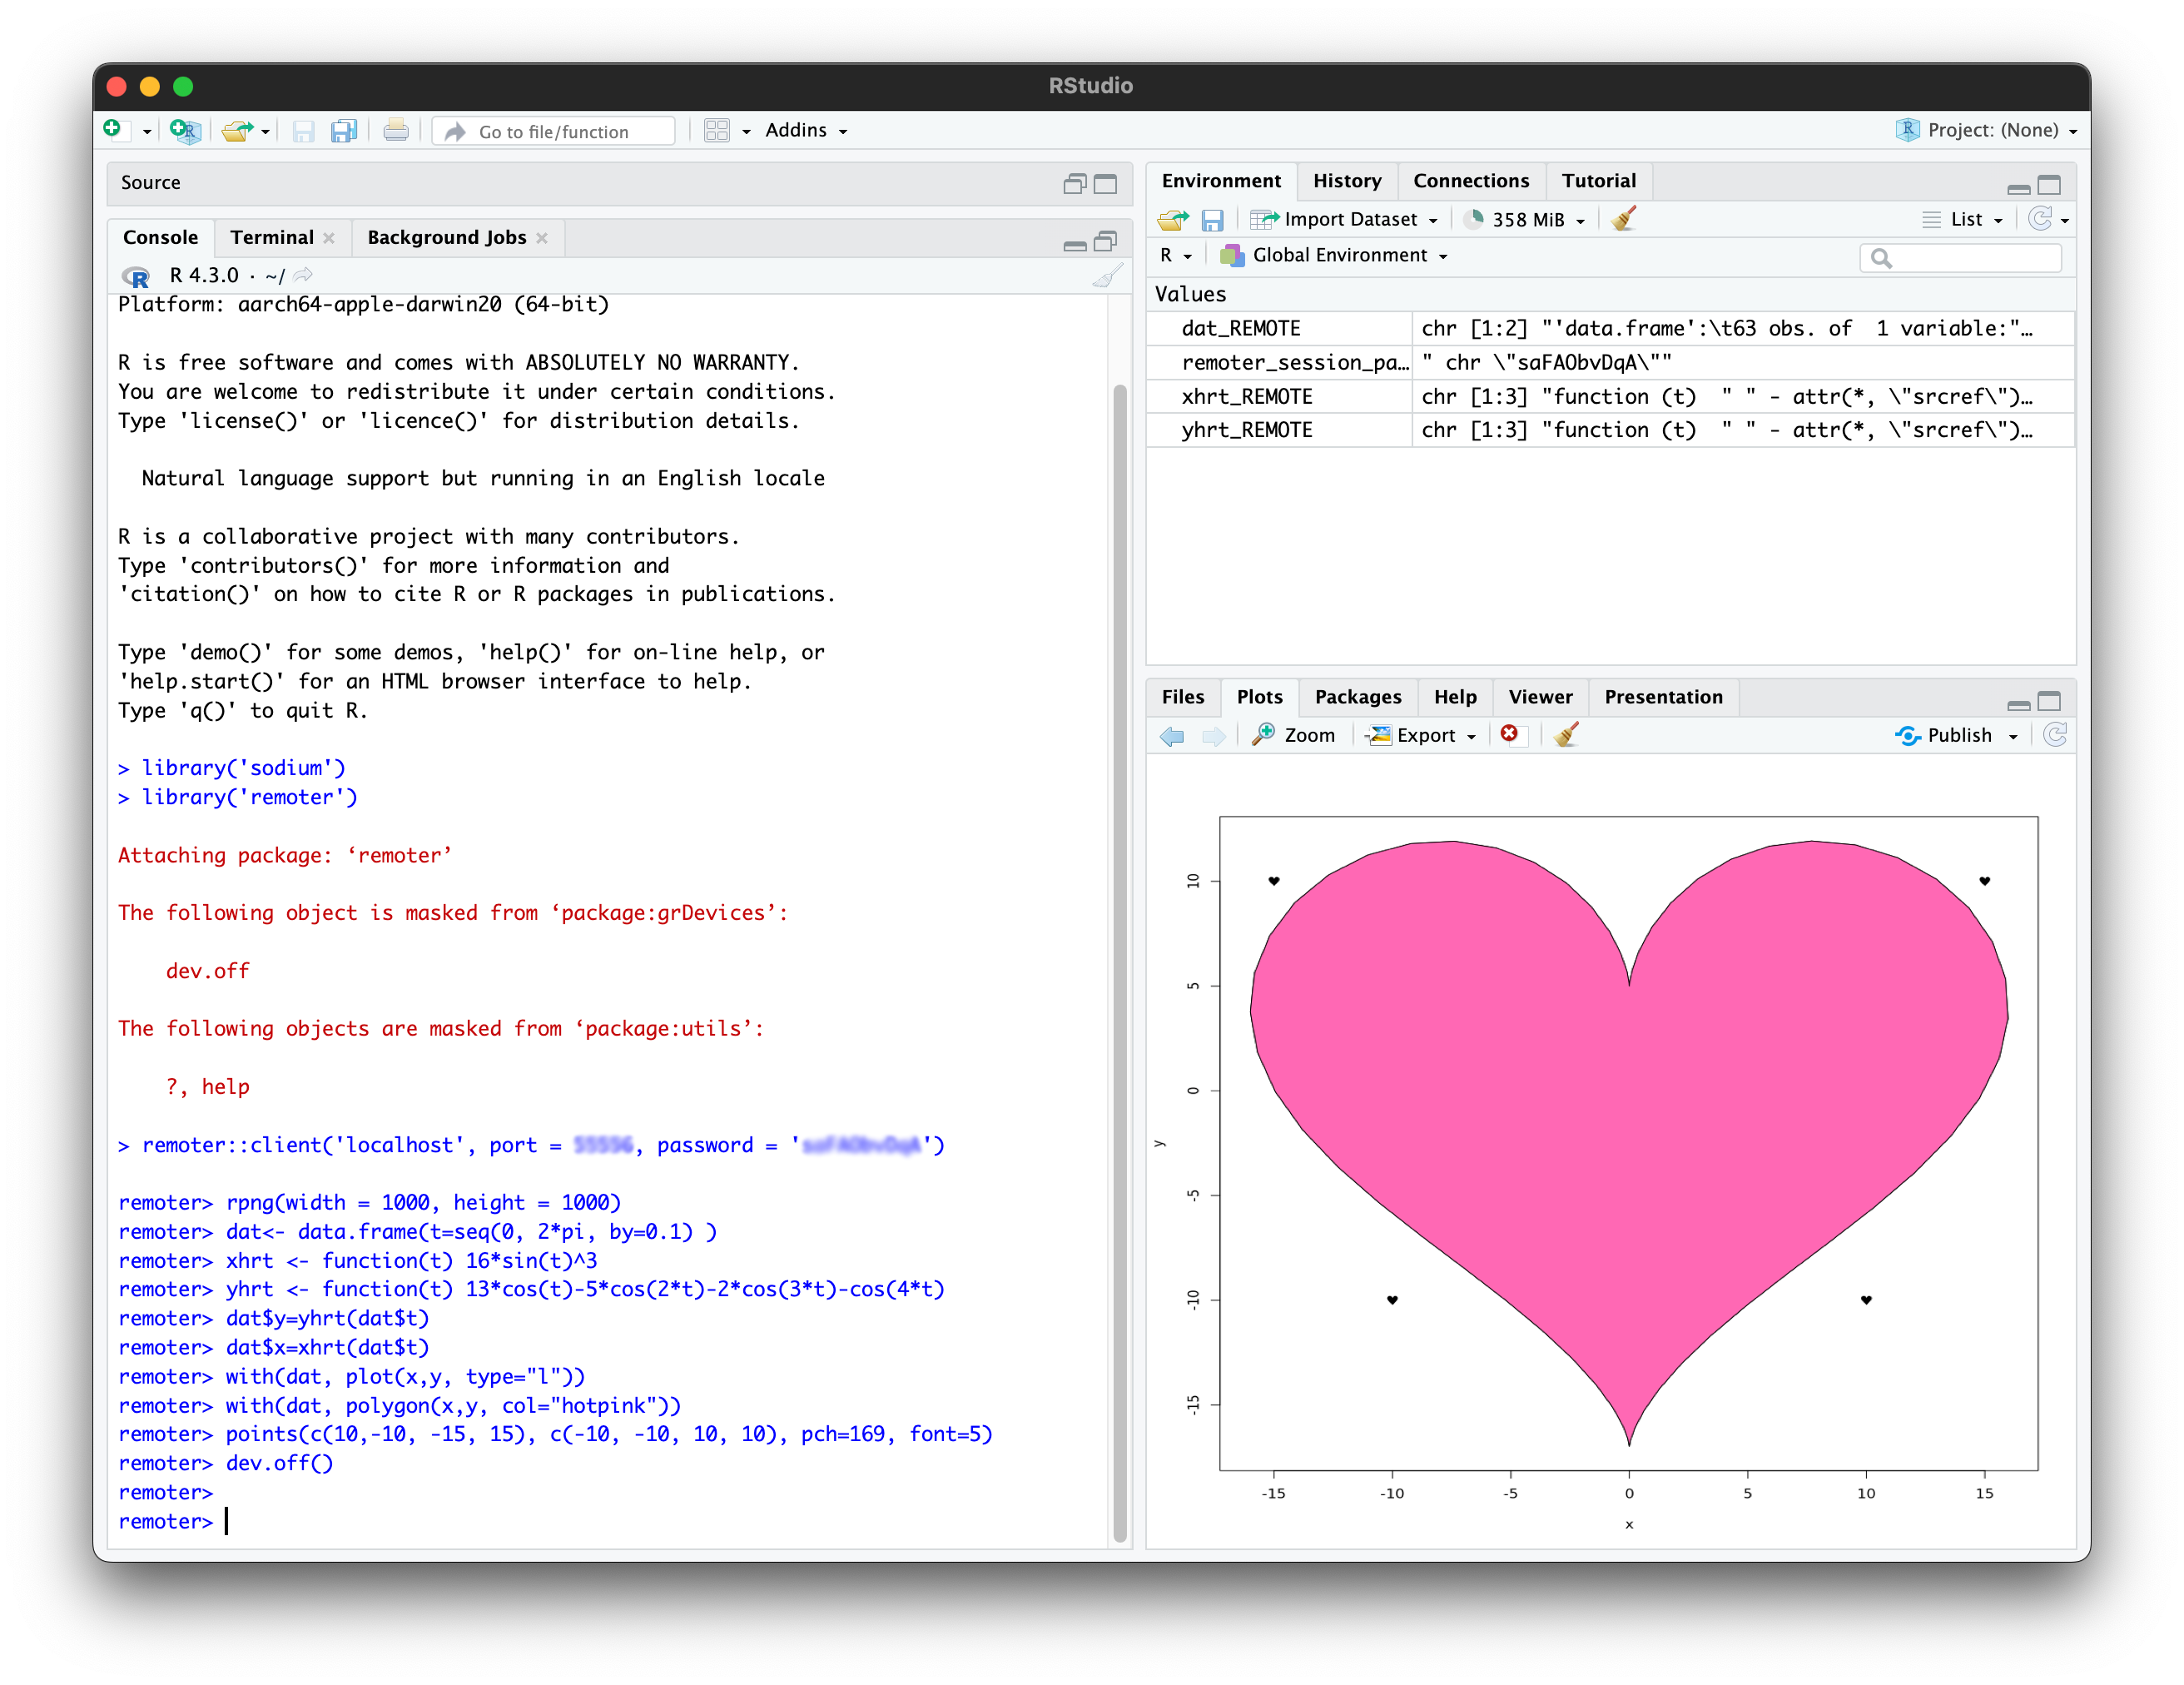 RStudio
Go to file/function
Addins
Project: (None)
Source
Console Terminal Background Jobs
R 4.3.0 · ~/
Platform: aarch64-apple-darwin20 (64-bit)
R is free software and comes with ABSOLUTELY NO WARRANTY.
You are welcome to redistribute it under certain conditions.
Type 'license()' or 'licence()' for distribution details.
Natural language support but running in an English locale
R is a collaborative project with many contributors.
Type 'contributors()' for more information and
'citation()' on how to cite R or R packages in publications.
Type 'demo()' for some demos, 'help()' for on-line help, or
'help.start()' for an HTML browser interface to help.
Type 'q()' to quit R.
> library('sodium')
> library('remoter')
Attaching package: ‘remoter’
The following object is masked from ‘package:grDevices’:
dev.off
The following objects are masked from ‘package:utils’:
?, help
> remoter::client('localhost', port = , password = '')
remoter> rpng(width = 1000, height = 1000)
remoter> dat<- data.frame(t=seq(0, 2*pi, by=0.1) )
remoter> xhrt <- function(t) 16*sin(t)^3
remoter> yhrt <- function(t) 13*cos(t)-5*cos(2*t)-2*cos(3*t)-cos(4*t)
remoter> dat$y=yhrt(dat$t)
remoter> dat$x=xhrt(dat$t)
remoter> with(dat, plot(x,y, type="l"))
remoter> with(dat, polygon(x,y, col="hotpink"))
remoter> points(c(10,-10, -15, 15), c(-10, -10, 10, 10), pch=169, font=5)
remoter> dev.off()
remoter>
remoter>
Environment History Connections Tutorial
Import Dataset 358 MiB List
R Global Environment
Values
dat_REMOTE chr [1:2] "'data.frame':\t63 obs. of  1 variable:"…
remoter_session_pa… " chr \"saFAObvDqA\""
xhrt_REMOTE chr [1:3] "function (t)  " " - attr(*, \"srcref\")…
yhrt_REMOTE chr [1:3] "function (t)  " " - attr(*, \"srcref\")…
Files Plots Packages Help Viewer Presentation
Zoom Export Publish
10
5
0
-5
-10
-15
y
-15 -10 -5 0 5 10 15
x